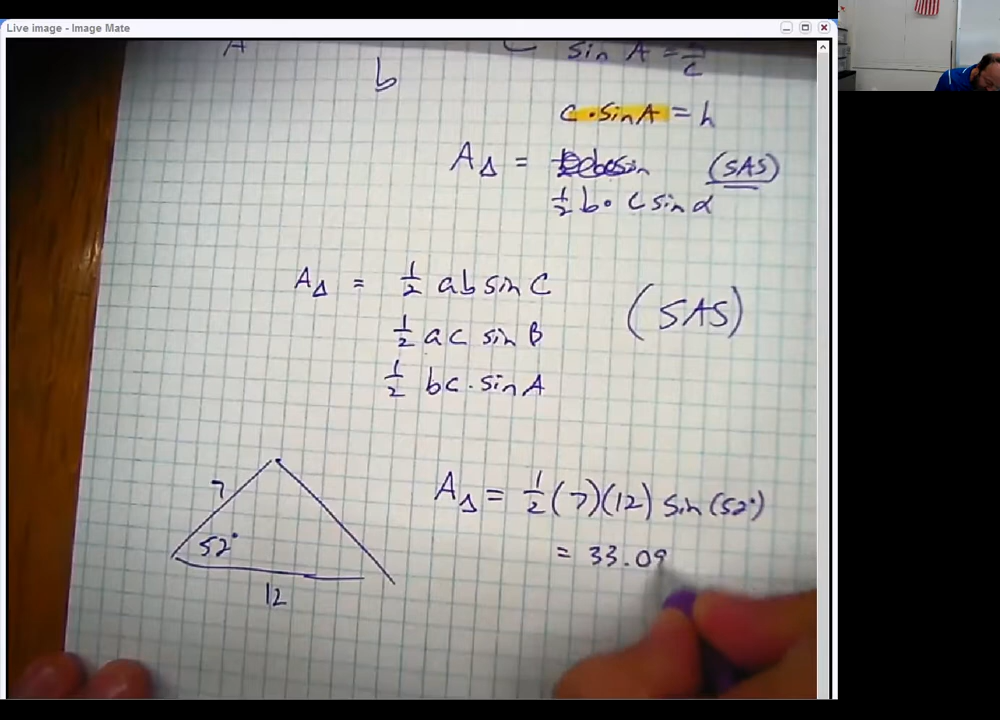 Live image - Image Mate
A
b
sin A = 
c
c · sin A = h
A△ = (SAS)
½ b · c sin α
A△ = ½ ab sin C
(SAS)
½ ac sin B
½ bc · sin A
7
52°
12
A△ = ½ (7)(12) sin (52°)
= 33.09